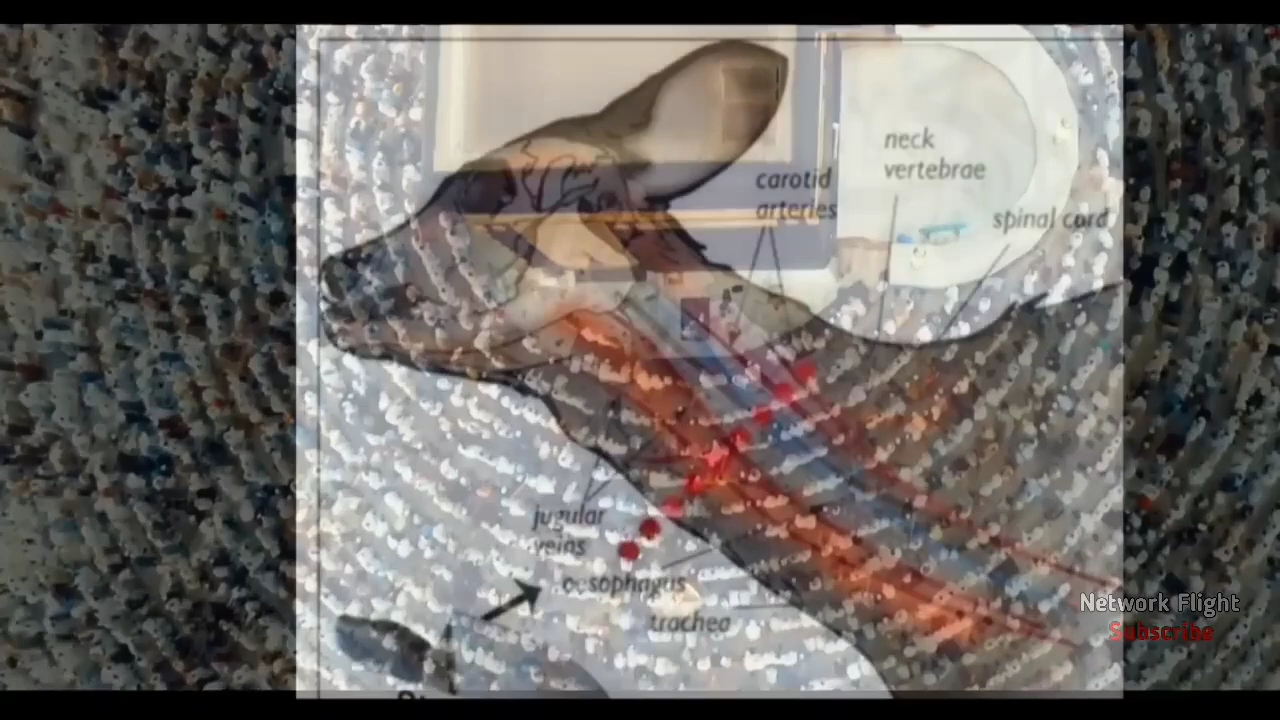 neck
vertebrae
carotid
arteries
spinal cord
jugular
veins
oesophagus
trachea
Network Flight
Subscribe